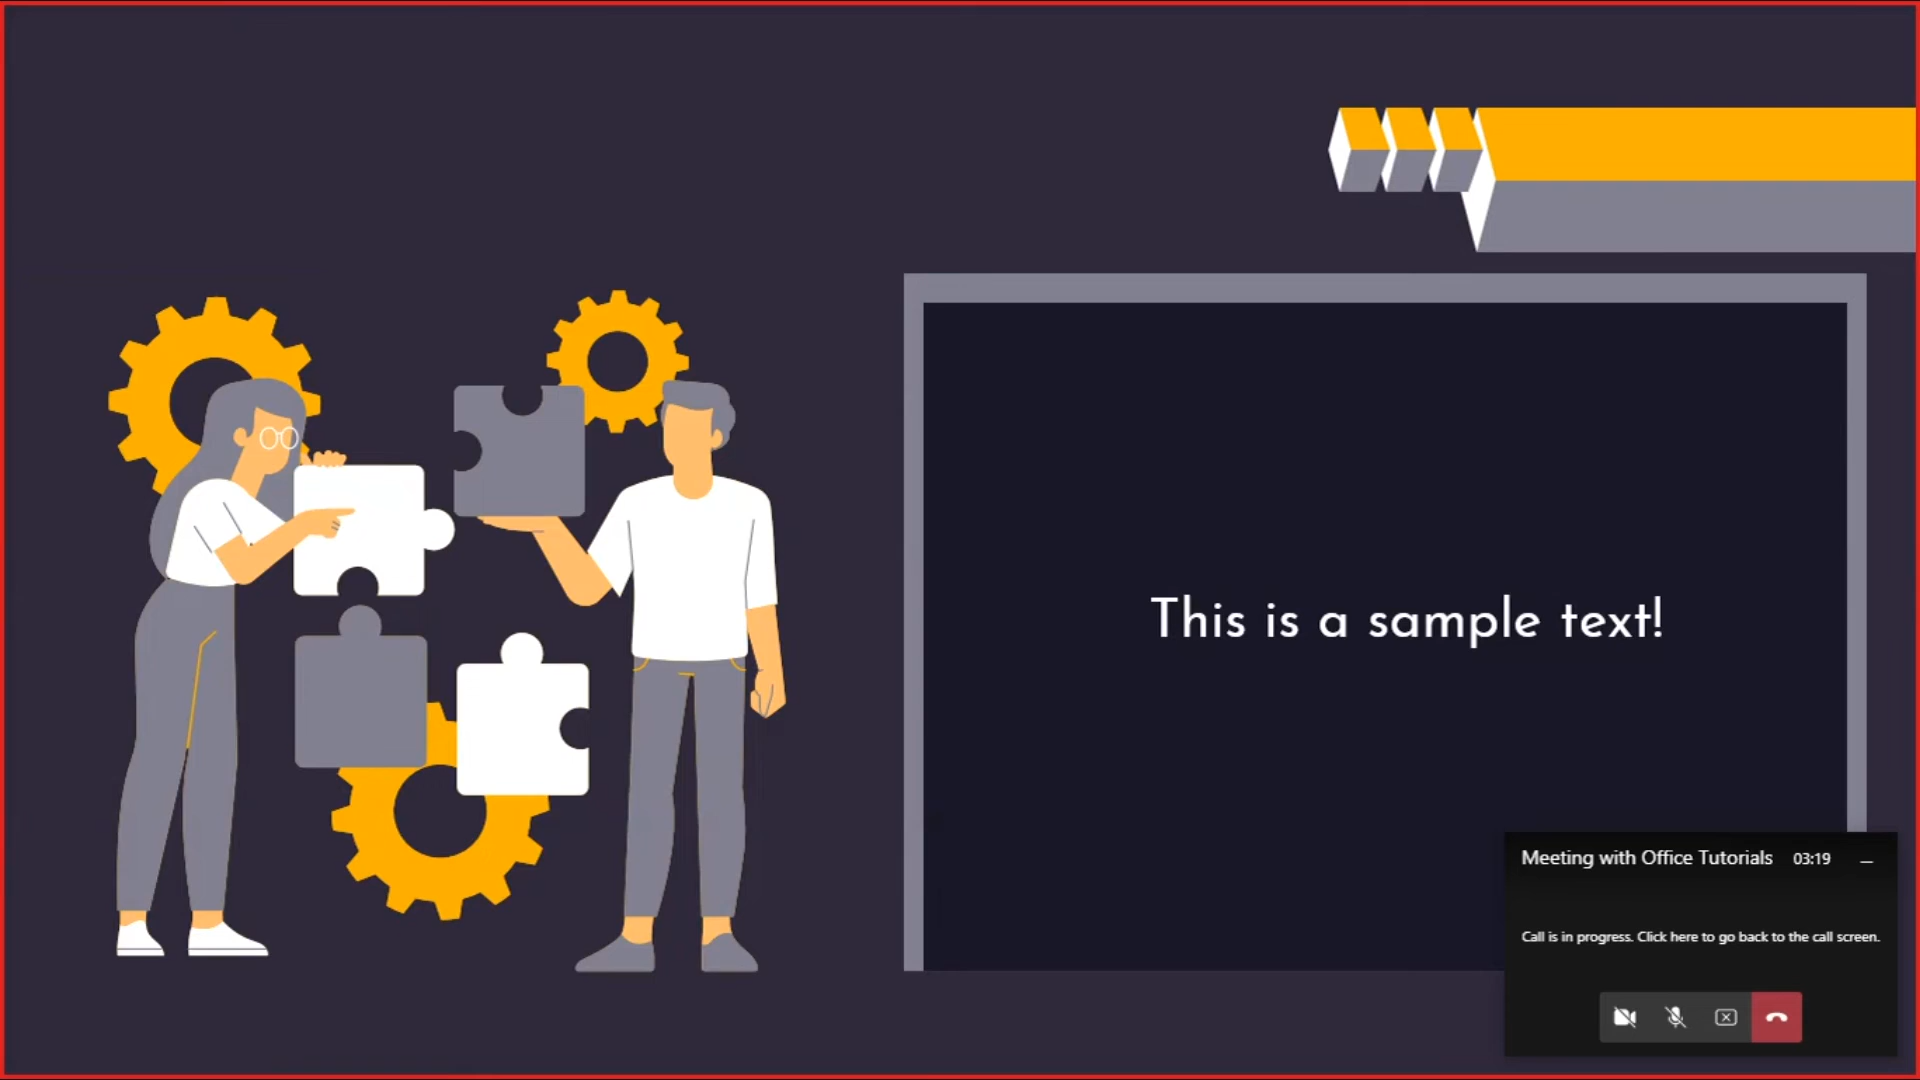 This is a sample text!
Meeting with Office Tutorials 03:19
Call is in progress. Click here to go back to the call screen.